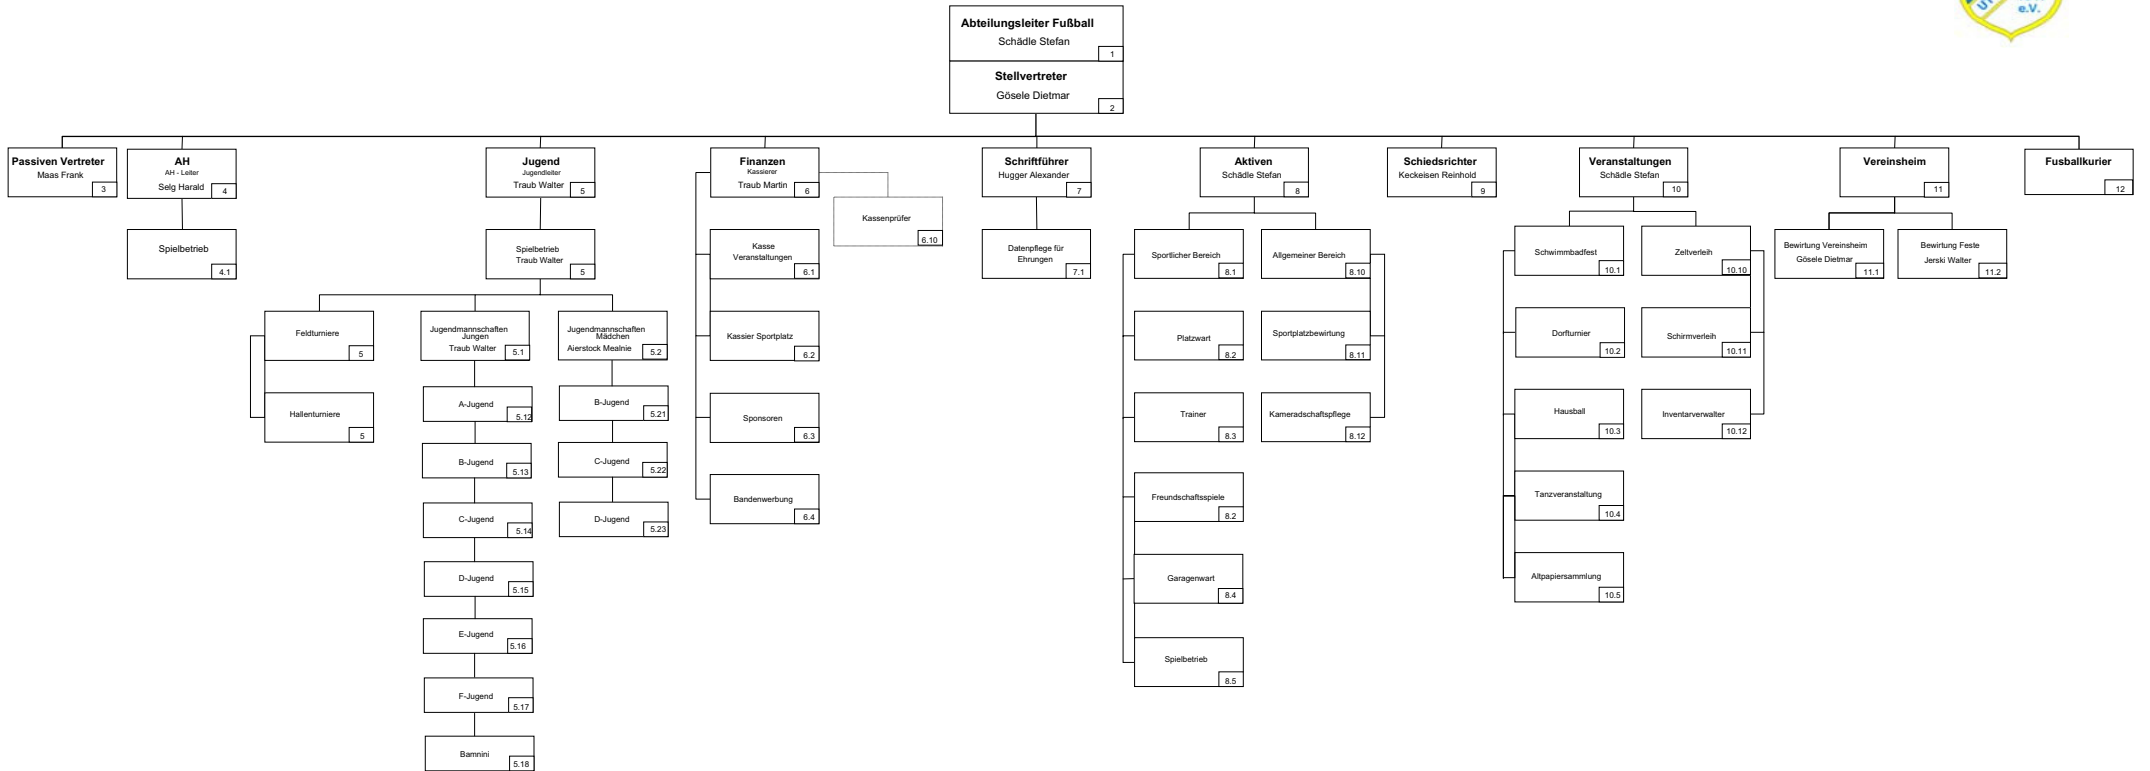 e.V.
Abteilungsleiter Fußball
Schädle Stefan
1
Stellvertreter
Gösele Dietmar
2
Passiven Vertreter
Maas Frank
3
AH
AH - Leiter
Selg Harald
4
Spielbetrieb
4.1
Jugend
Jugendleiter
Traub Walter
5
Spielbetrieb
Traub Walter
5
Feldturniere
5
Hallenturniere
5
Jugendmannschaften
Jungen
Traub Walter
5.1
A-Jugend
5.12
B-Jugend
5.13
C-Jugend
5.14
D-Jugend
5.15
E-Jugend
5.16
F-Jugend
5.17
Bamnini
5.18
Jugendmannschaften
Mädchen
Aierstock Mealnie
5.2
B-Jugend
5.21
C-Jugend
5.22
D-Jugend
5.23
Finanzen
Kassierer
Traub Martin
6
Kassenprüfer
6.10
Kasse
Veranstaltungen
6.1
Kassier Sportplatz
6.2
Sponsoren
6.3
Bandenwerbung
6.4
Schriftführer
Hugger Alexander
7
Datenpflege für
Ehrungen
7.1
Aktiven
Schädle Stefan
8
Sportlicher Bereich
8.1
Platzwart
8.2
Trainer
8.3
Freundschaftsspiele
8.2
Garagenwart
8.4
Spielbetrieb
8.5
Allgemeiner Bereich
8.10
Sportplatzbewirtung
8.11
Kameradschaftspflege
8.12
Schiedsrichter
Keckeisen Reinhold
9
Veranstaltungen
Schädle Stefan
10
Schwimmbadfest
10.1
Dorfturnier
10.2
Hausball
10.3
Tanzveranstaltung
10.4
Altpapiersammlung
10.5
Zeltverleih
10.10
Schirmverleih
10.11
Inventarverwalter
10.12
Vereinsheim
11
Bewirtung Vereinsheim
Gösele Dietmar
11.1
Bewirtung Feste
Jerski Walter
11.2
Fusballkurier
12